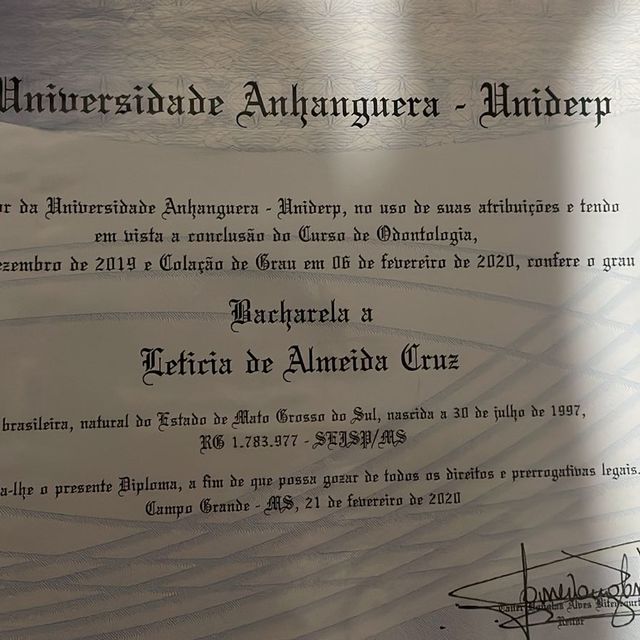 Universidade Anhanguera - Uniderp
or da Universidade Anhanguera - Uniderp, no uso de suas atribuições e tendo
em vista a conclusão do Curso de Odontologia,
ezembro de 2019 e Colação de Grau em 06 de fevereiro de 2020, confere o grau
Bacharela a
Leticia de Almeida Cruz
brasileira, natural do Estado de Mato Grosso do Sul, nascida a 30 de julho de 1997,
RG 1.783.977 - SEJSP/MS
a-lhe o presente Diploma, a fim de que possa gozar de todos os direitos e prerrogativas legais.
Campo Grande - MS, 21 de fevereiro de 2020
Alves
Reitor